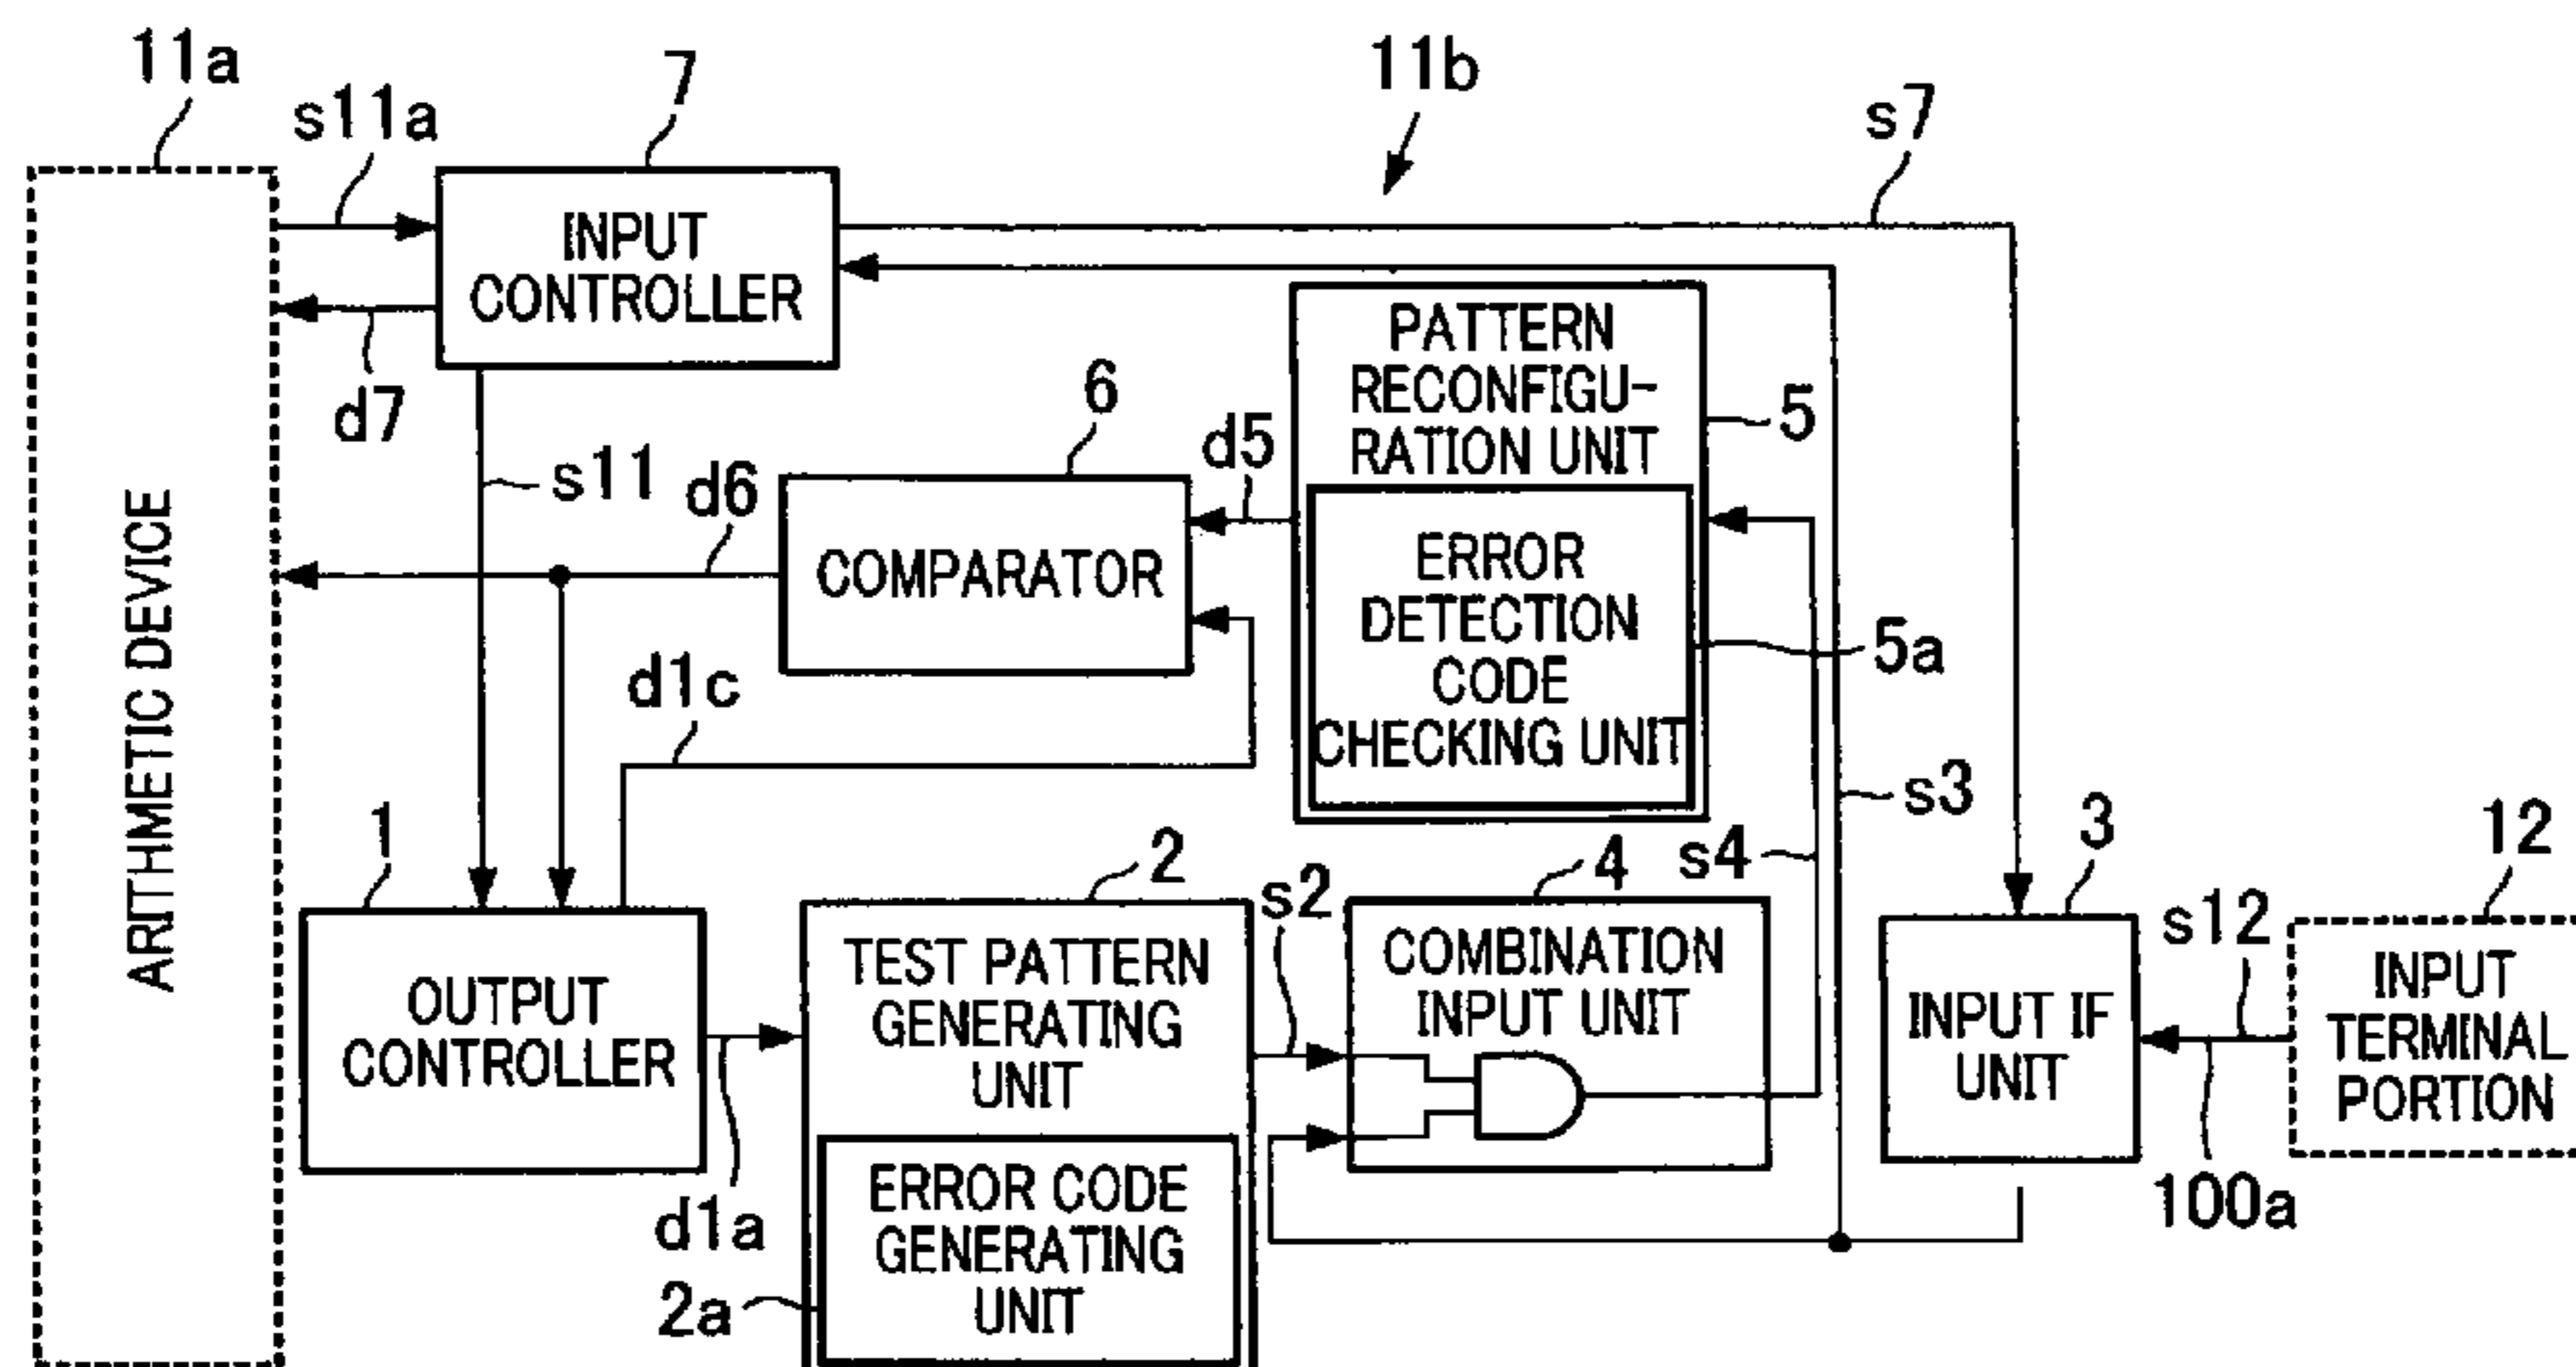 11a
s11a
7
11b
s7
INPUT
CONTROLLER
d7
s11
d6
6
COMPARATOR
d5
PATTERN
RECONFIGU-
RATION UNIT
5
ERROR
DETECTION
CODE
CHECKING UNIT
5a
ARITHMETIC DEVICE
d1c
s3
s4
1
OUTPUT
CONTROLLER
d1a
2
TEST PATTERN
GENERATING
UNIT
ERROR CODE
GENERATING
UNIT
2a
s2
4
COMBINATION
INPUT UNIT
3
INPUT IF
UNIT
s12
100a
12
INPUT
TERMINAL
PORTION